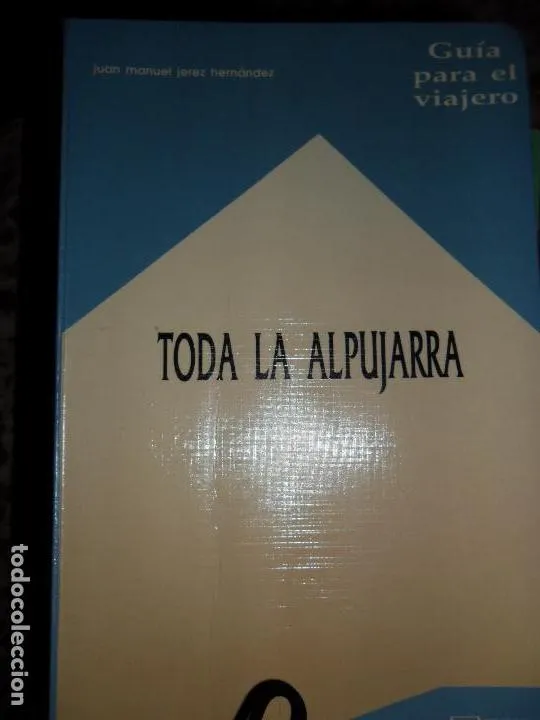 juan manuel jerez hernández
Guía
para el
viajero
TODA LA ALPUJARRA
todocoleccion